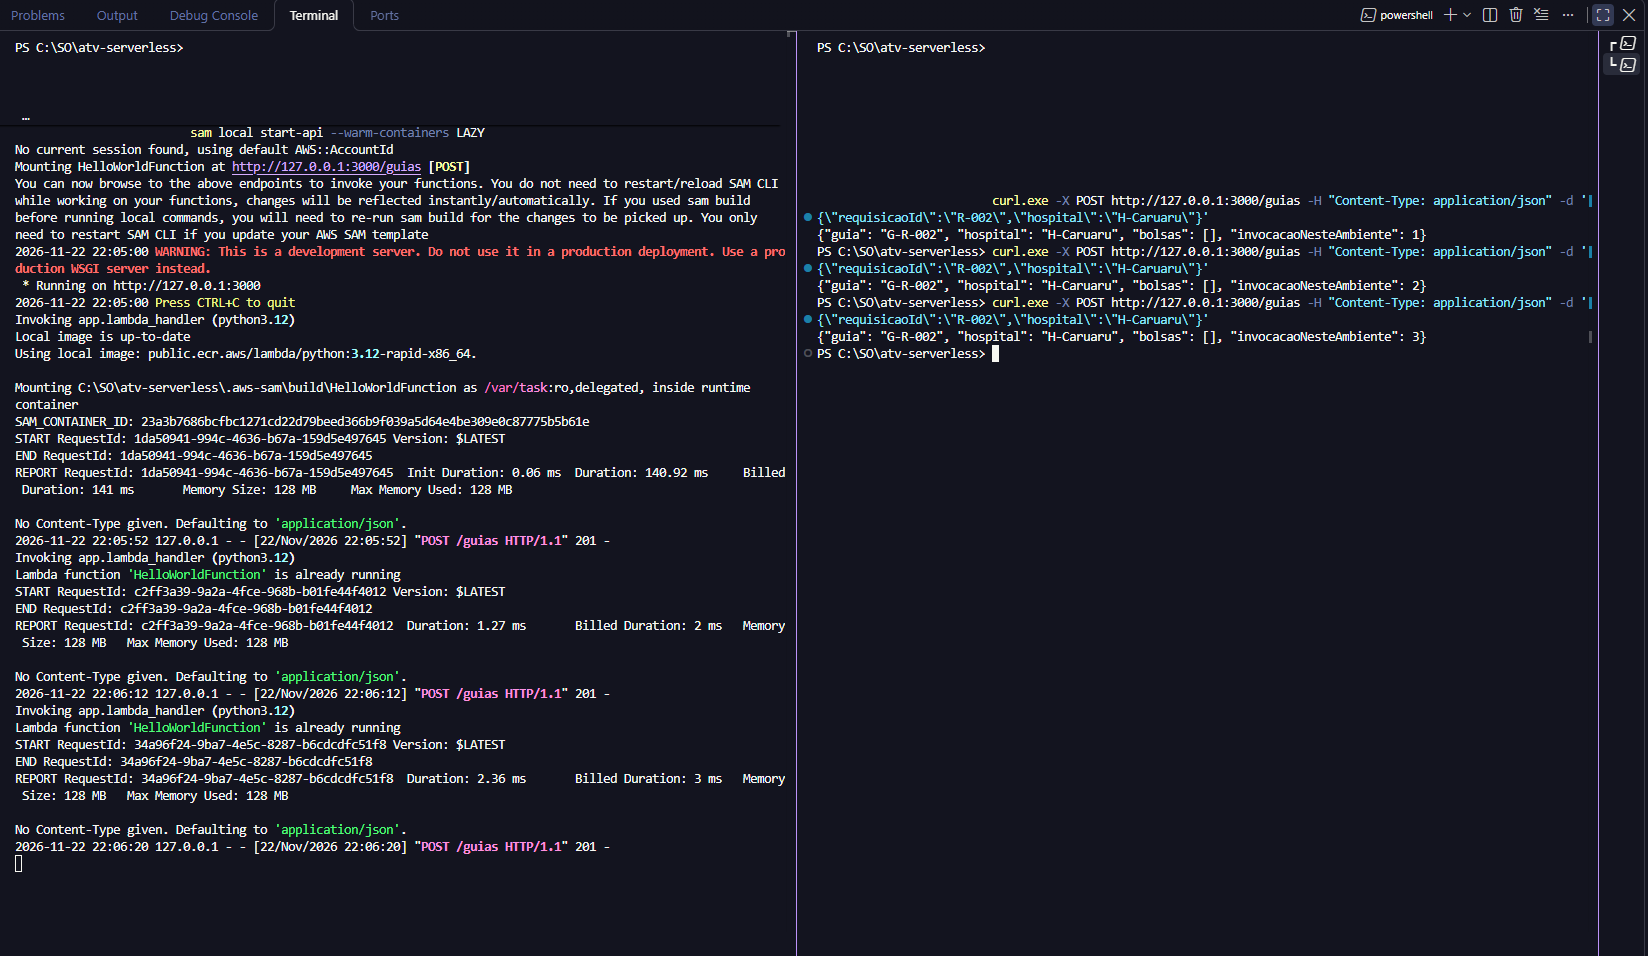 Problems Output Debug Console Terminal Ports powershell
PS C:\SO\atv-serverless>
...
sam local start-api --warm-containers LAZY
No current session found, using default AWS::AccountId
Mounting HelloWorldFunction at http://127.0.0.1:3000/guias [POST]
You can now browse to the above endpoints to invoke your functions. You do not need to restart/reload SAM CLI
while working on your functions, changes will be reflected instantly/automatically. If you used sam build
before running local commands, you will need to re-run sam build for the changes to be picked up. You only
need to restart SAM CLI if you update your AWS SAM template
2026-11-22 22:05:00 WARNING: This is a development server. Do not use it in a production deployment. Use a pro
duction WSGI server instead.
* Running on http://127.0.0.1:3000
2026-11-22 22:05:00 Press CTRL+C to quit
Invoking app.lambda_handler (python3.12)
Local image is up-to-date
Using local image: public.ecr.aws/lambda/python:3.12-rapid-x86_64.
Mounting C:\SO\atv-serverless\.aws-sam\build\HelloWorldFunction as /var/task:ro,delegated, inside runtime
container
SAM_CONTAINER_ID: 23a3b7686bcfbc1271cd22d79beed366b9f039a5d64e4be309e0c87775b5b61e
START RequestId: 1da50941-994c-4636-b67a-159d5e497645 Version: $LATEST
END RequestId: 1da50941-994c-4636-b67a-159d5e497645
REPORT RequestId: 1da50941-994c-4636-b67a-159d5e497645 Init Duration: 0.06 ms Duration: 140.92 ms Billed
Duration: 141 ms Memory Size: 128 MB Max Memory Used: 128 MB
No Content-Type given. Defaulting to 'application/json'.
2026-11-22 22:05:52 127.0.0.1 - - [22/Nov/2026 22:05:52] "POST /guias HTTP/1.1" 201 -
Invoking app.lambda_handler (python3.12)
Lambda function 'HelloWorldFunction' is already running
START RequestId: c2ff3a39-9a2a-4fce-968b-b01fe44f4012 Version: $LATEST
END RequestId: c2ff3a39-9a2a-4fce-968b-b01fe44f4012
REPORT RequestId: c2ff3a39-9a2a-4fce-968b-b01fe44f4012 Duration: 1.27 ms Billed Duration: 2 ms Memory
Size: 128 MB Max Memory Used: 128 MB
No Content-Type given. Defaulting to 'application/json'.
2026-11-22 22:06:12 127.0.0.1 - - [22/Nov/2026 22:06:12] "POST /guias HTTP/1.1" 201 -
Invoking app.lambda_handler (python3.12)
Lambda function 'HelloWorldFunction' is already running
START RequestId: 34a96f24-9ba7-4e5c-8287-b6cdcdfc51f8 Version: $LATEST
END RequestId: 34a96f24-9ba7-4e5c-8287-b6cdcdfc51f8
REPORT RequestId: 34a96f24-9ba7-4e5c-8287-b6cdcdfc51f8 Duration: 2.36 ms Billed Duration: 3 ms Memory
Size: 128 MB Max Memory Used: 128 MB
No Content-Type given. Defaulting to 'application/json'.
2026-11-22 22:06:20 127.0.0.1 - - [22/Nov/2026 22:06:20] "POST /guias HTTP/1.1" 201 -
PS C:\SO\atv-serverless>
curl.exe -X POST http://127.0.0.1:3000/guias -H "Content-Type: application/json" -d '
{\"requisicaoId\":\"R-002\",\"hospital\":\"H-Caruaru\"}'
{"guia": "G-R-002", "hospital": "H-Caruaru", "bolsas": [], "invocacaoNesteAmbiente": 1}
PS C:\SO\atv-serverless> curl.exe -X POST http://127.0.0.1:3000/guias -H "Content-Type: application/json" -d '
{\"requisicaoId\":\"R-002\",\"hospital\":\"H-Caruaru\"}'
{"guia": "G-R-002", "hospital": "H-Caruaru", "bolsas": [], "invocacaoNesteAmbiente": 2}
PS C:\SO\atv-serverless> curl.exe -X POST http://127.0.0.1:3000/guias -H "Content-Type: application/json" -d '
{\"requisicaoId\":\"R-002\",\"hospital\":\"H-Caruaru\"}'
{"guia": "G-R-002", "hospital": "H-Caruaru", "bolsas": [], "invocacaoNesteAmbiente": 3}
PS C:\SO\atv-serverless>